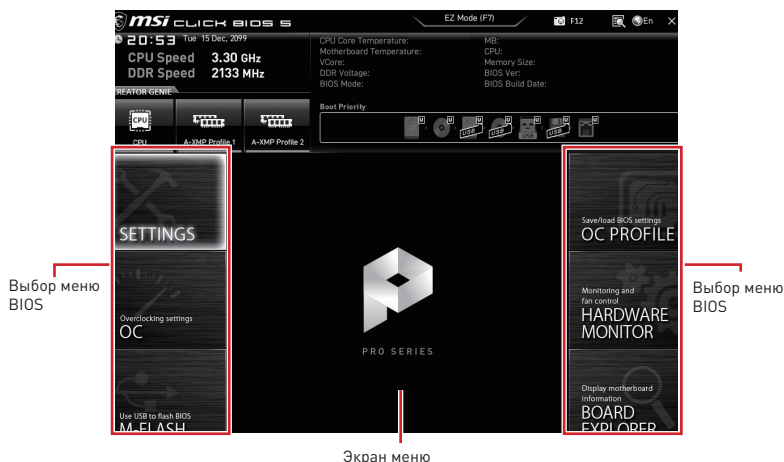 msi CLICK BIOS 5
EZ Mode (F7)
F12
En
X
20:53 Tue 15 Dec, 2099
CPU Speed 3.30 GHz
DDR Speed 2133 MHz
CREATOR GENIE
CPU
CPU
A-XMP Profile 1
A-XMP Profile 2
CPU Core Temperature:
Motherboard Temperature:
VCore:
DDR Voltage:
BIOS Mode:
MB:
CPU:
Memory Size:
BIOS Ver:
BIOS Build Date:
Boot Priority
U U U U U U U
USB USB USB USB
SETTINGS
Overclocking settings
OC
Use USB to flash BIOS
M-FLASH
Выбор меню
BIOS
PRO SERIES
Save/load BIOS settings
OC PROFILE
Monitoring and
fan control
HARDWARE
MONITOR
Display motherboard
information
BOARD
EXPLORER
Выбор меню
BIOS
Экран меню